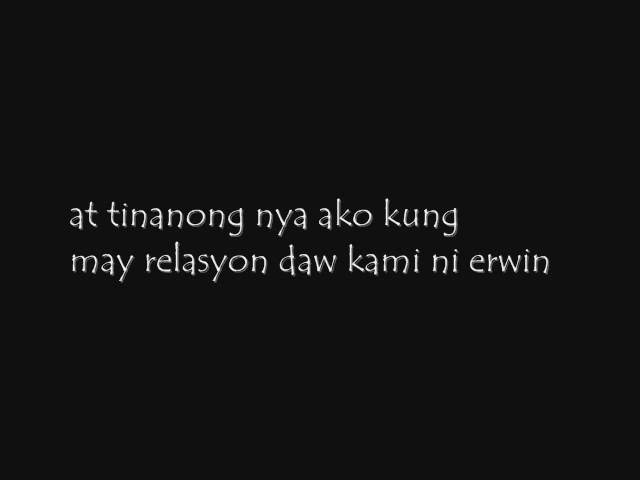 at tinanong nya ako kung
may relasyon daw kami ni erwin